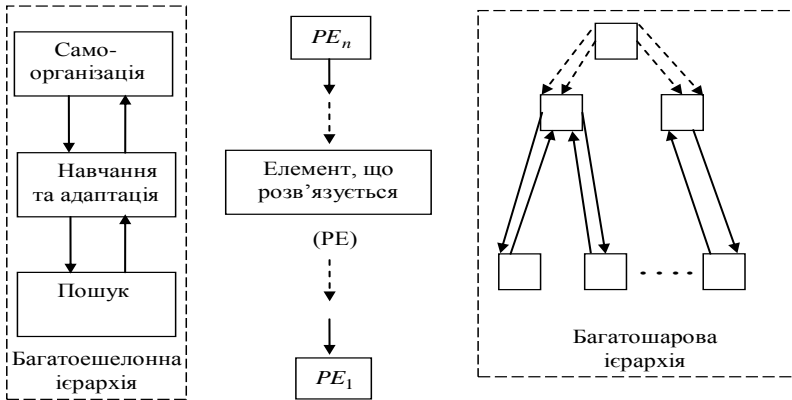 Само-
організація
Навчання
та адаптація
Пошук
Багатоешелонна
ієрархія
PEₙ
Елемент, що
розв’язується
(PE)
PE₁
Багатошарова
ієрархія